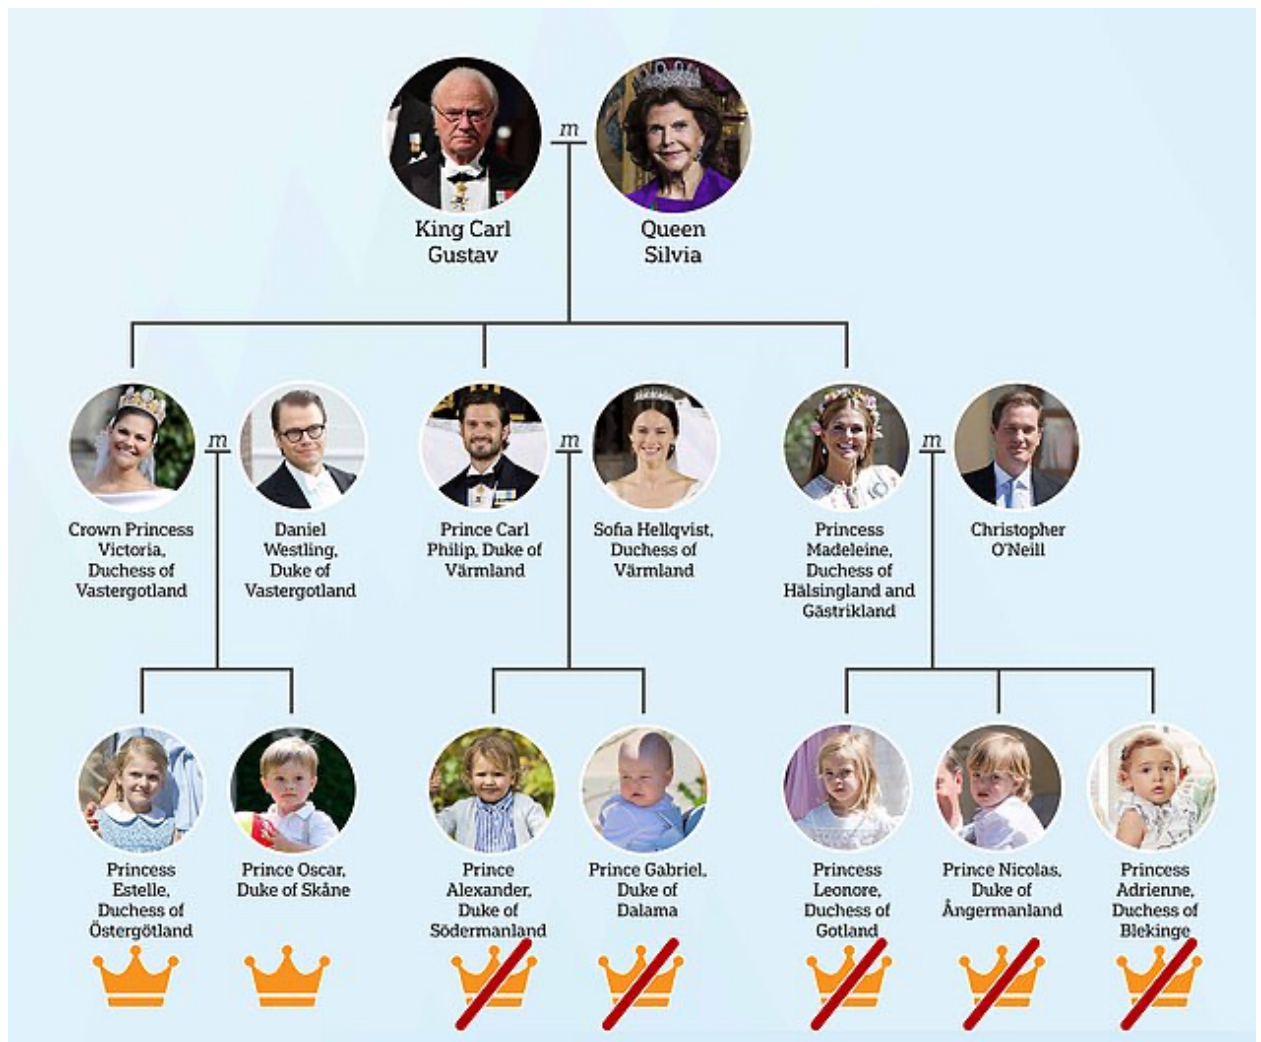 m
King Carl
Gustav
Queen
Silvia
m
m
m
Crown Princess
Victoria,
Duchess of
Vastergotland
Daniel
Westling,
Duke of
Vastergotland
Prince Carl
Philip, Duke of
Värmland
Sofia Hellqvist,
Duchess of
Värmland
Princess
Madeleine,
Duchess of
Hälsingland and
Gästrikland
Christopher
O'Neill
Princess
Estelle,
Duchess of
Östergötland
Prince Oscar,
Duke of Skåne
Prince
Alexander,
Duke of
Södermanland
Prince Gabriel,
Duke of
Dalama
Princess
Leonore,
Duchess of
Gotland
Prince Nicolas,
Duke of
Ångermanland
Princess
Adrienne,
Duchess of
Blekinge